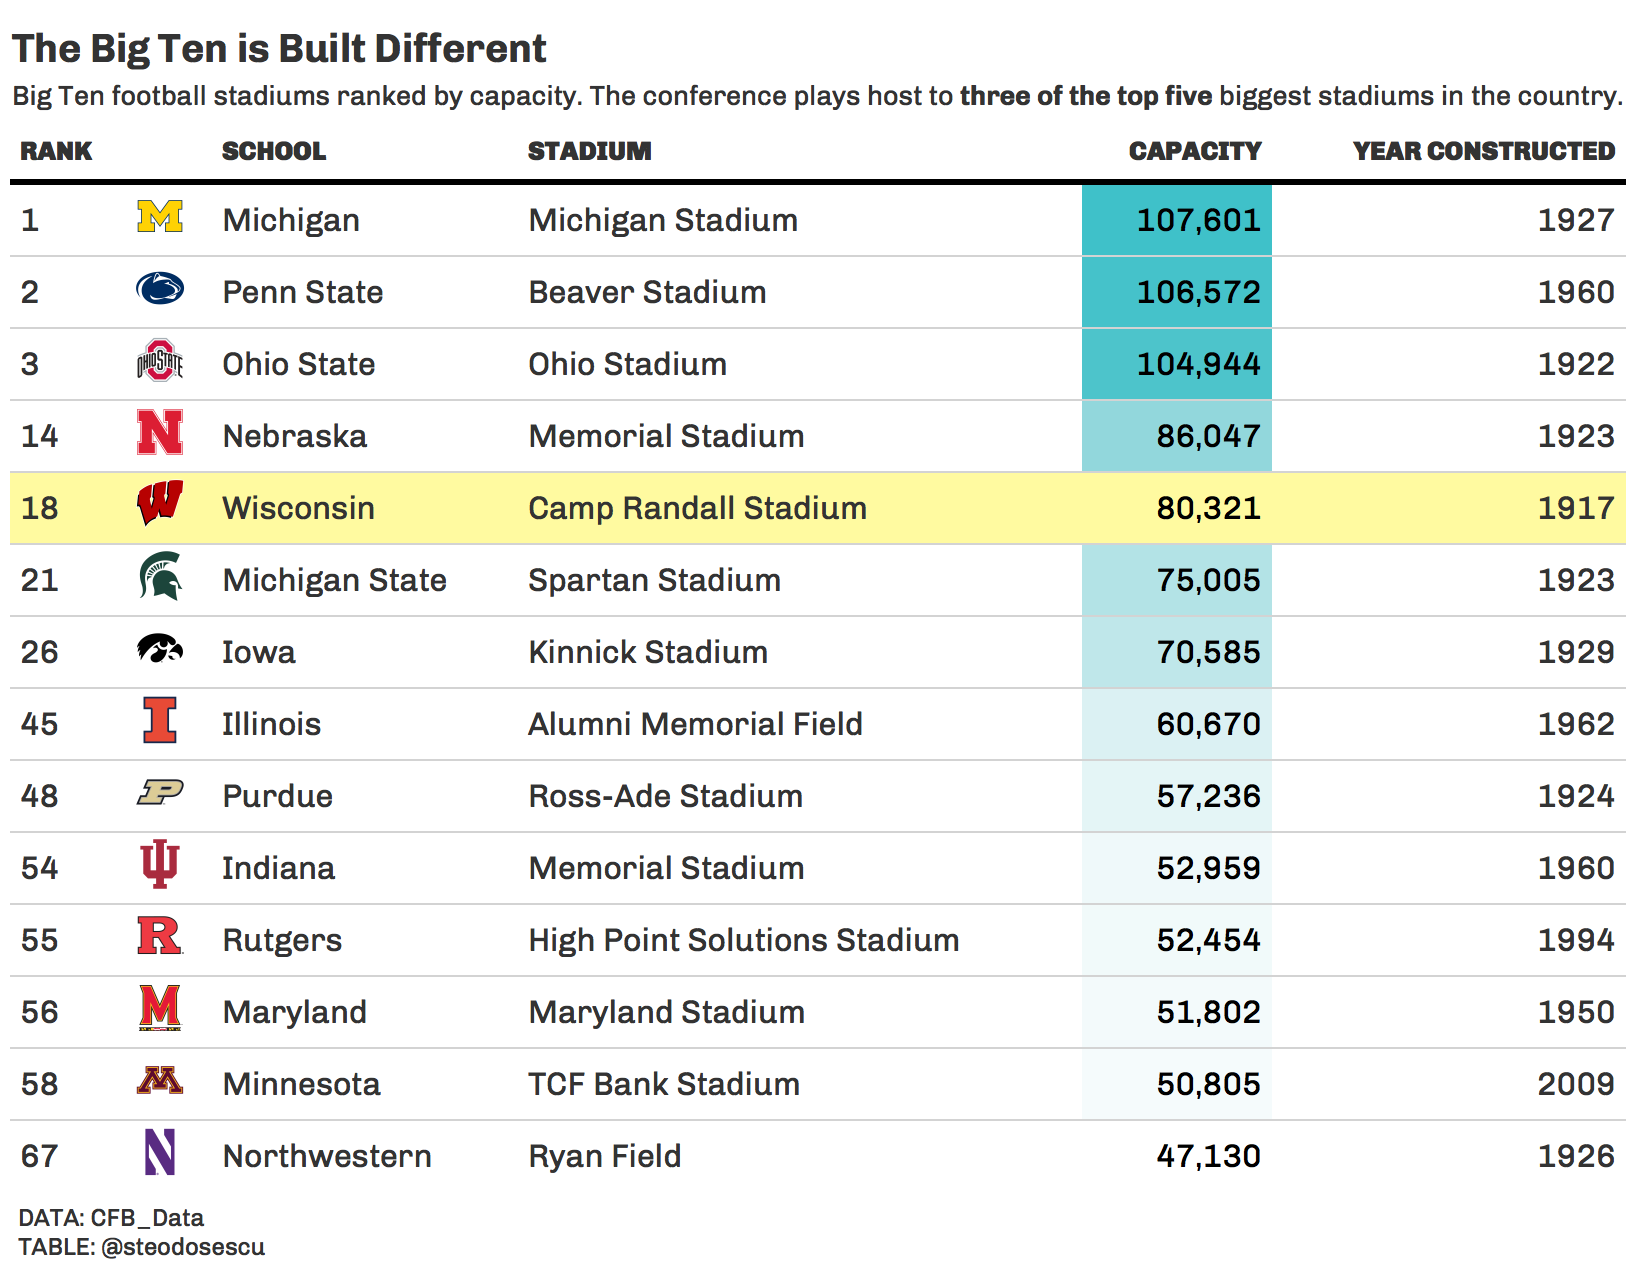 The Big Ten is Built Different
Big Ten football stadiums ranked by capacity. The conference plays host to three of the top five biggest stadiums in the country.
RANK SCHOOL STADIUM CAPACITY YEAR CONSTRUCTED
1 M Michigan Michigan Stadium 107,601 1927
2 Penn State Beaver Stadium 106,572 1960
3 OHIO STATE Ohio State Ohio Stadium 104,944 1922
14 N Nebraska Memorial Stadium 86,047 1923
18 W Wisconsin Camp Randall Stadium 80,321 1917
21 Michigan State Spartan Stadium 75,005 1923
26 Iowa Kinnick Stadium 70,585 1929
45 I Illinois Alumni Memorial Field 60,670 1962
48 P Purdue Ross-Ade Stadium 57,236 1924
54 Indiana Memorial Stadium 52,959 1960
55 R Rutgers High Point Solutions Stadium 52,454 1994
56 M Maryland Maryland Stadium 51,802 1950
58 M Minnesota TCF Bank Stadium 50,805 2009
67 N Northwestern Ryan Field 47,130 1926
DATA: CFB_Data
TABLE: @steodosescu